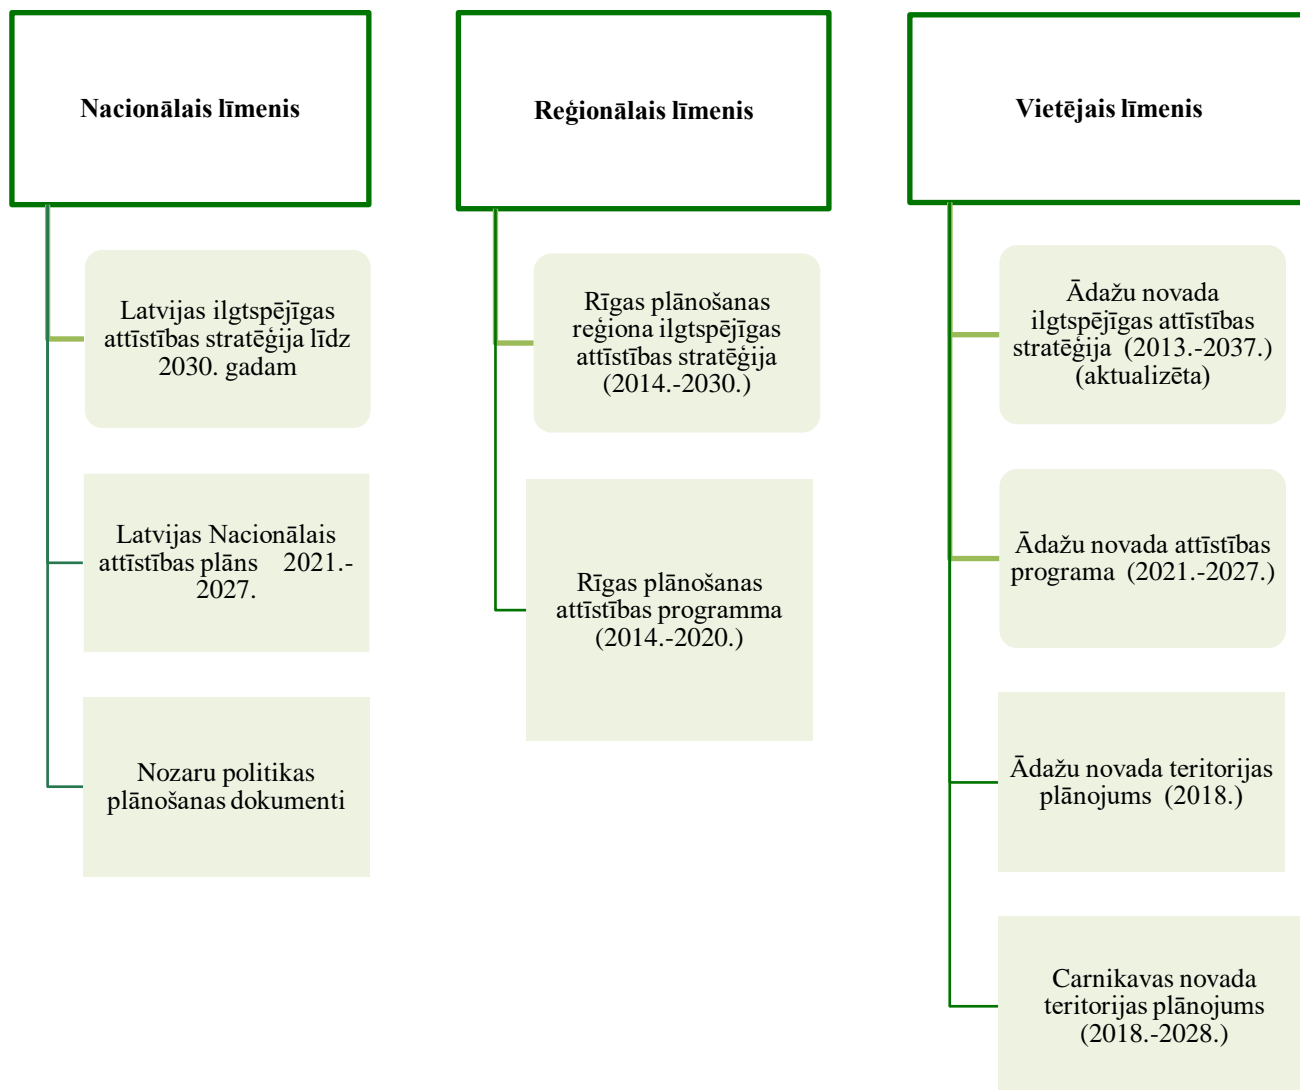 Nacionālais līmenis
Latvijas ilgtspējīgas
attīstības stratēģija līdz
2030. gadam
Latvijas Nacionālais
attīstības plāns 2021.-
2027.
Nozaru politikas
plānošanas dokumenti
Reģionālais līmenis
Rīgas plānošanas
reģiona ilgtspējīgas
attīstības stratēģija
(2014.-2030.)
Rīgas plānošanas
attīstības programma
(2014.-2020.)
Vietējais līmenis
Ādažu novada
ilgtspējīgas attīstības
stratēģija (2013.-2037.)
(aktualizēta)
Ādažu novada attīstības
programa (2021.-2027.)
Ādažu novada teritorijas
plānojums (2018.)
Carnikavas novada
teritorijas plānojums
(2018.-2028.)